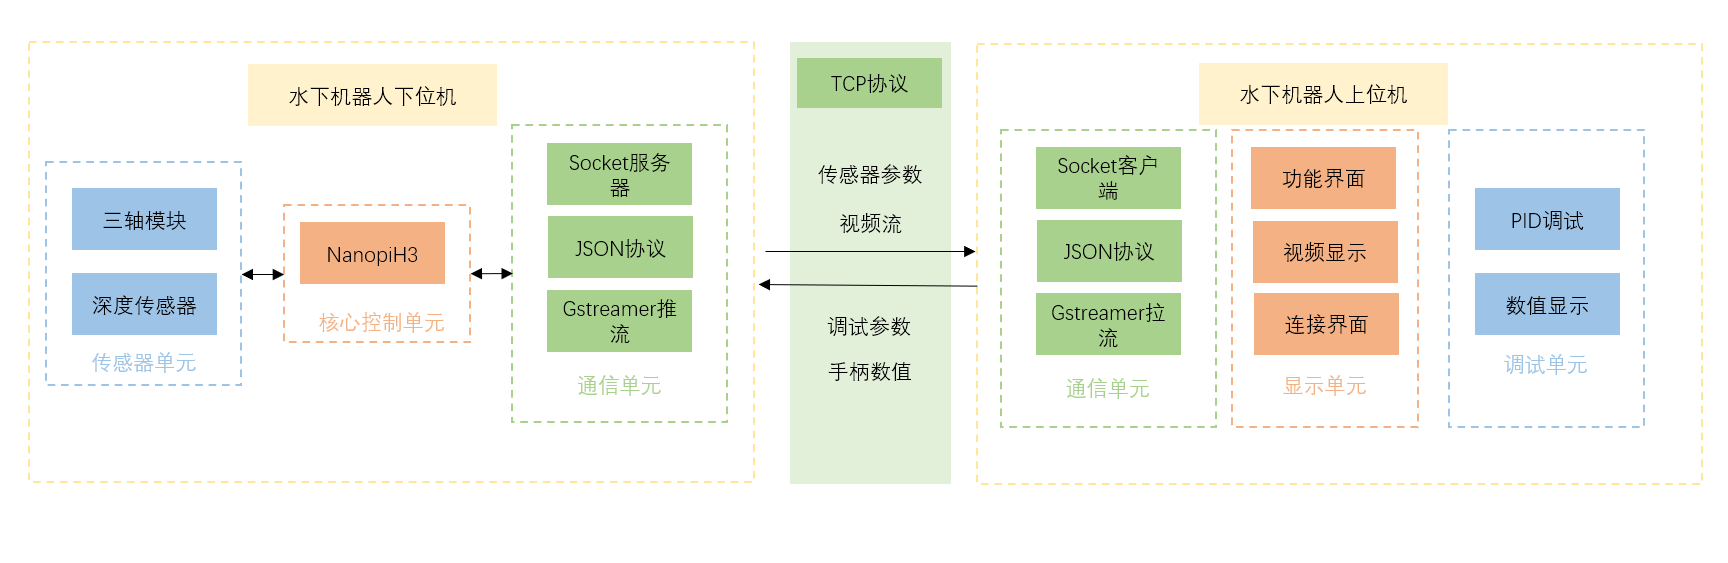 水下机器人下位机
三轴模块
深度传感器
传感器单元
NanopiH3
核心控制单元
Socket服务
器
JSON协议
Gstreamer推
流
通信单元
TCP协议
传感器参数
视频流
调试参数
手柄数值
水下机器人上位机
Socket客户
端
JSON协议
Gstreamer拉
流
通信单元
功能界面
视频显示
连接界面
显示单元
PID调试
数值显示
调试单元